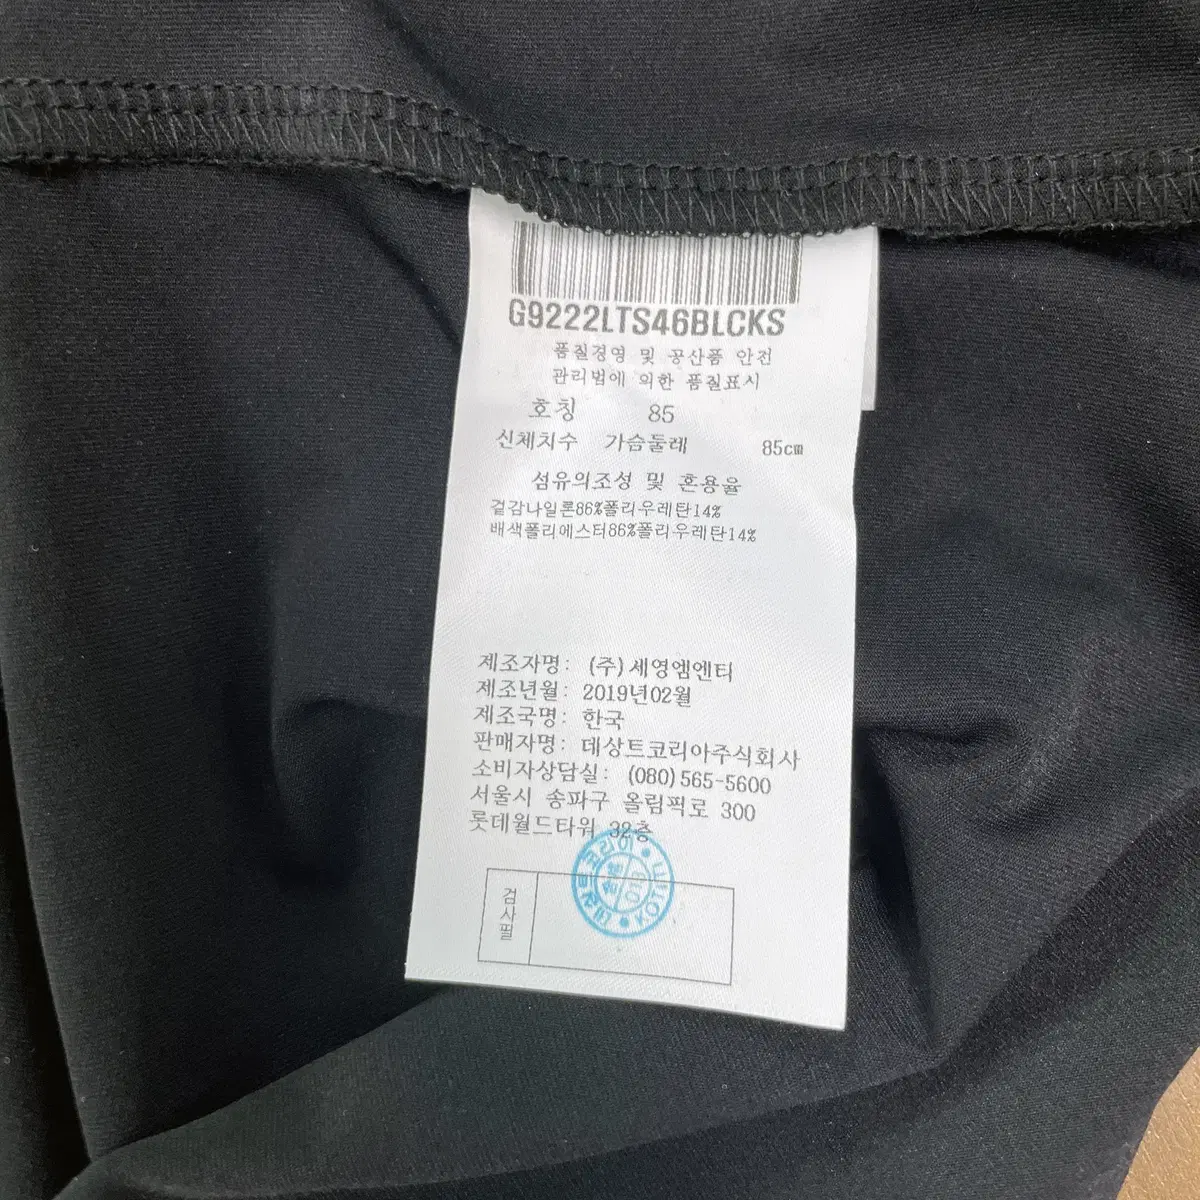 G9222LTS46BLCKS
품질경영 및 공산품 안전
관리법에 의한 품질표시
호칭 85
신체치수 가슴둘레 85cm
섬유의조성 및 혼용율
겉감나일론86%폴리우레탄14%
배색폴리에스터86%폴리우레탄14%
제조자명: (주)세영엠엔티
제조년월: 2019년02월
제조국명: 한국
판매자명: 데상트코리아주식회사
소비자상담실: (080)565-5600
서울시 송파구 올림픽로 300
롯데월드타워 32층
검사필